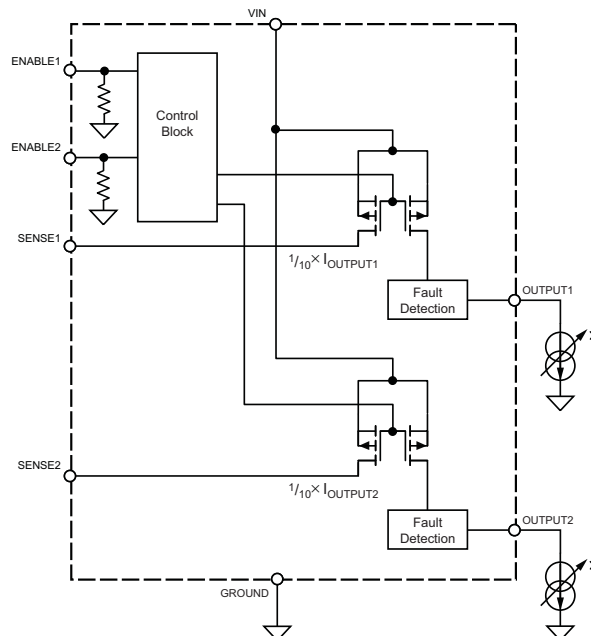 VIN
ENABLE1
Control
Block
ENABLE2
SENSE1
1/10× IOUTPUT1
Fault
Detection
OUTPUT1
SENSE2
1/10× IOUTPUT2
Fault
Detection
OUTPUT2
GROUND